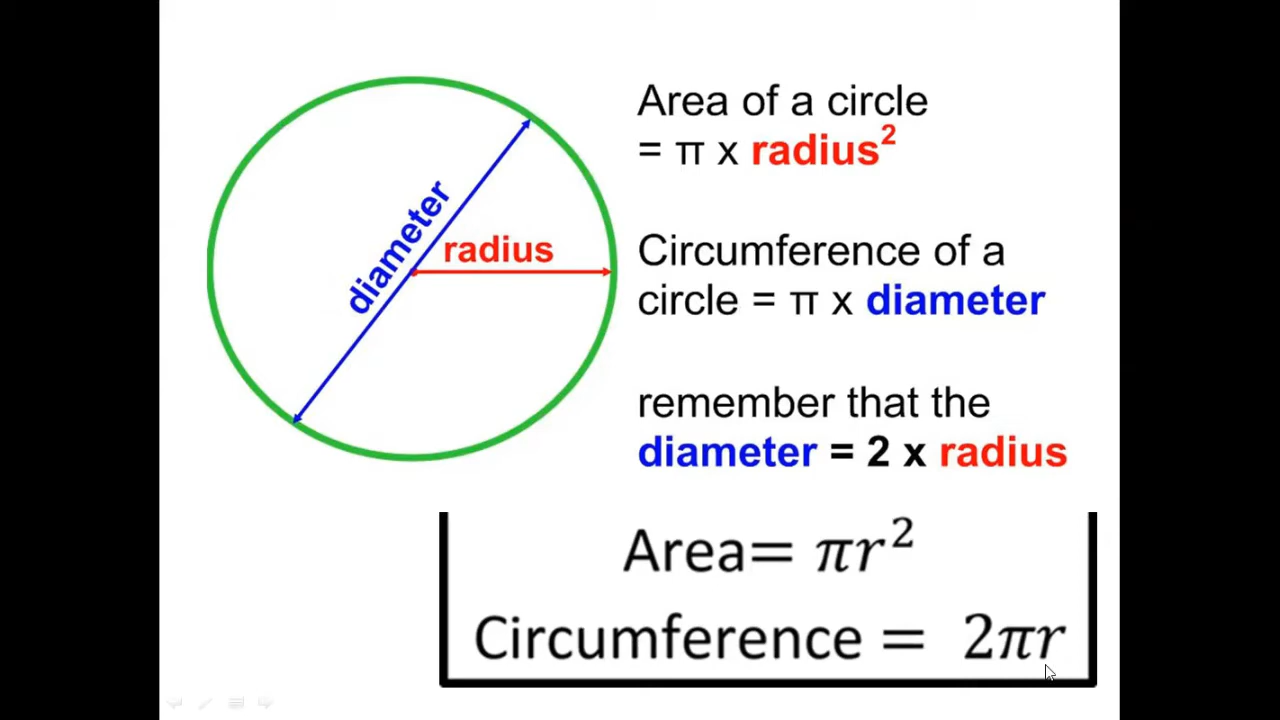 diameter
radius
Area of a circle
= π x radius²
Circumference of a
circle = π x diameter
remember that the
diameter = 2 x radius
Area= πr²
Circumference = 2πr